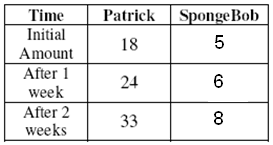 Time Patrick SpongeBob
Initial Amount 18 5
After 1 week 24 6
After 2 weeks 33 8